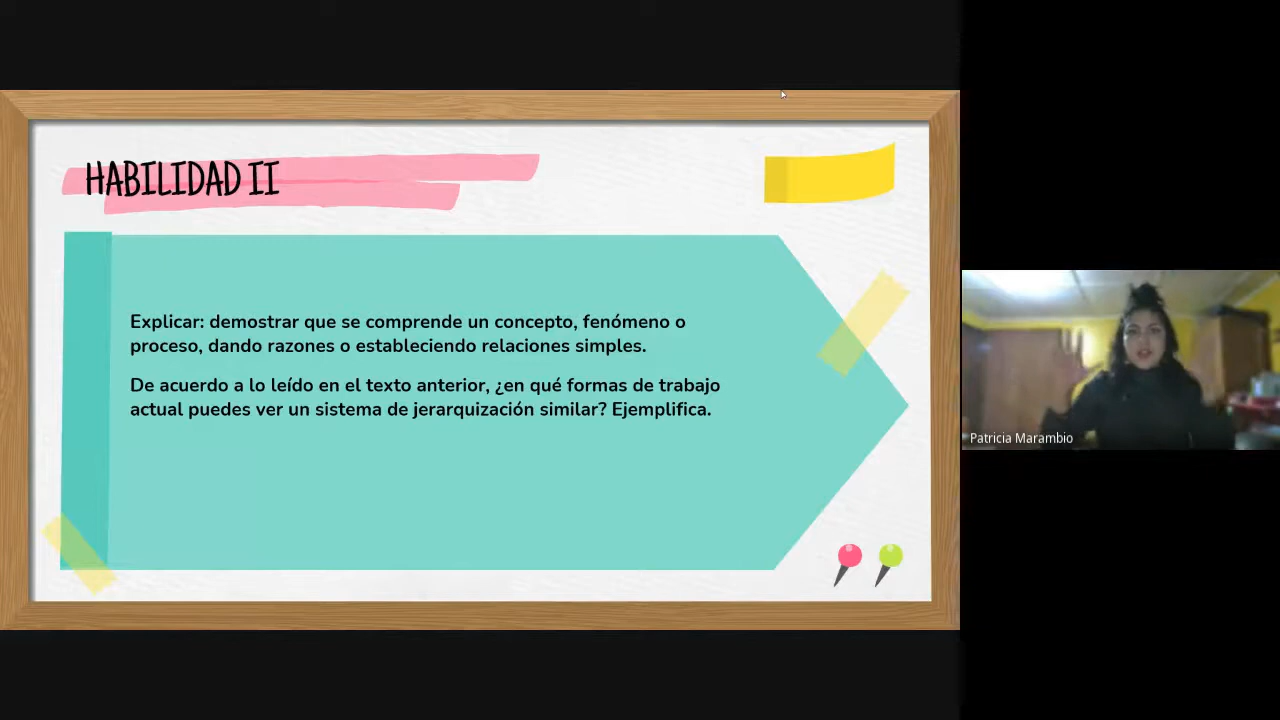 HABILIDAD II
Explicar: demostrar que se comprende un concepto, fenómeno o
proceso, dando razones o estableciendo relaciones simples.
De acuerdo a lo leído en el texto anterior, ¿en qué formas de trabajo
actual puedes ver un sistema de jerarquización similar? Ejemplifica.
Patricia Marambio